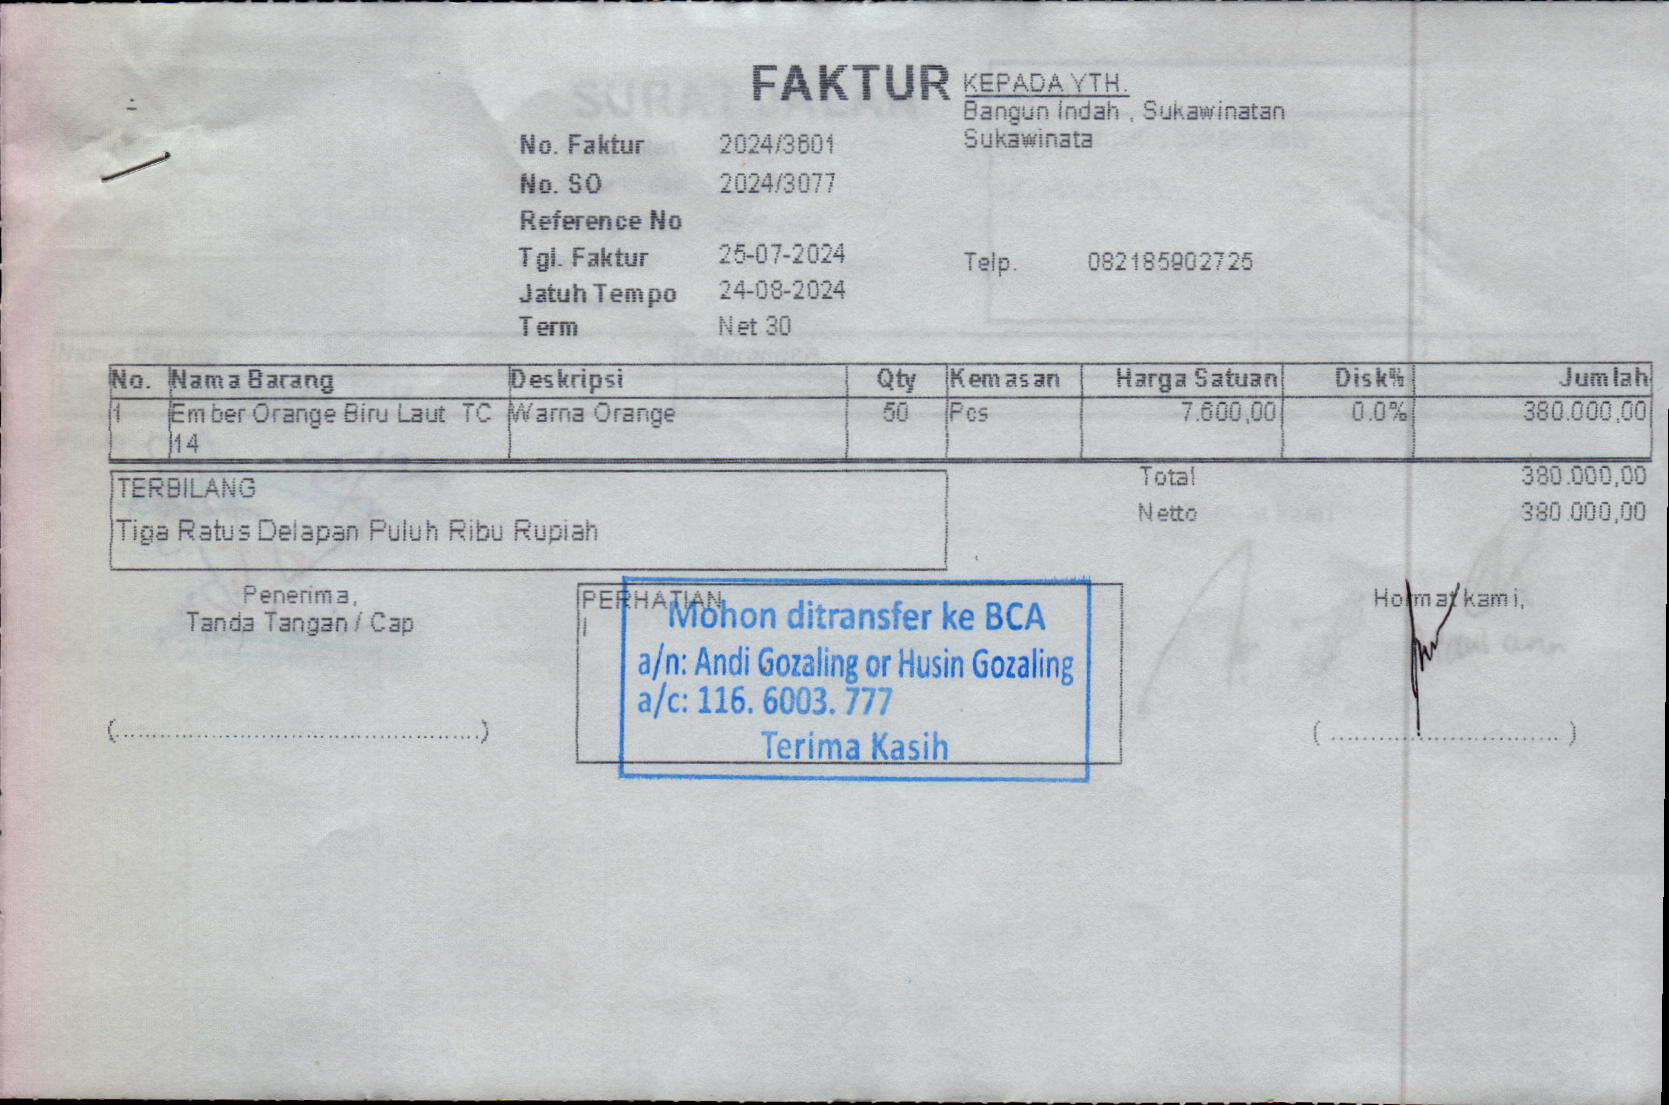 FAKTUR
KEPADA YTH.
Bangun Indah , Sukawinatan
Sukawinata
No. Faktur 2024/3601
No. SO 2024/3077
Reference No
Tgl. Faktur 25-07-2024
Telp. 082185902725
Jatuh Tempo 24-08-2024
Term Net 30
No. Nama Barang Deskripsi Qty Kemasan Harga Satuan Disk% Jumlah
1 Ember Orange Biru Laut TC Warna Orange 50 Pcs 7.600,00 0.0% 380.000,00
14
Total 380.000,00
TERBILANG
Netto 380.000,00
Tiga Ratus Delapan Puluh Ribu Rupiah
Penerima,
Tanda Tangan / Cap
(............................................)
PERHATIAN
Mohon ditransfer ke BCA
a/n: Andi Gozaling or Husin Gozaling
a/c: 116. 6003. 777
Terima Kasih
Hormat kami,
( ............................ )